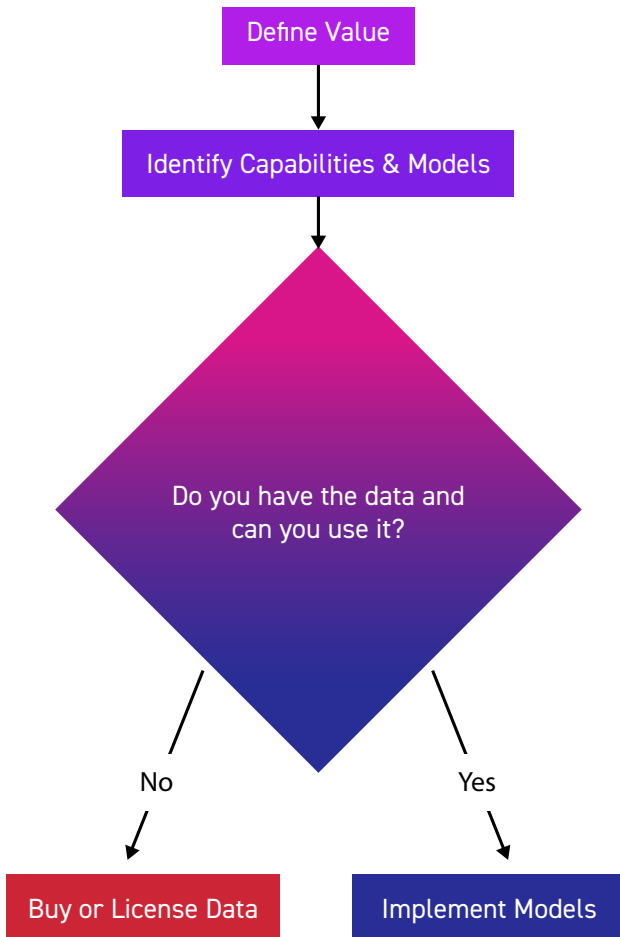 Define Value
Identify Capabilities & Models
Do you have the data and
can you use it?
No
Yes
Buy or License Data
Implement Models